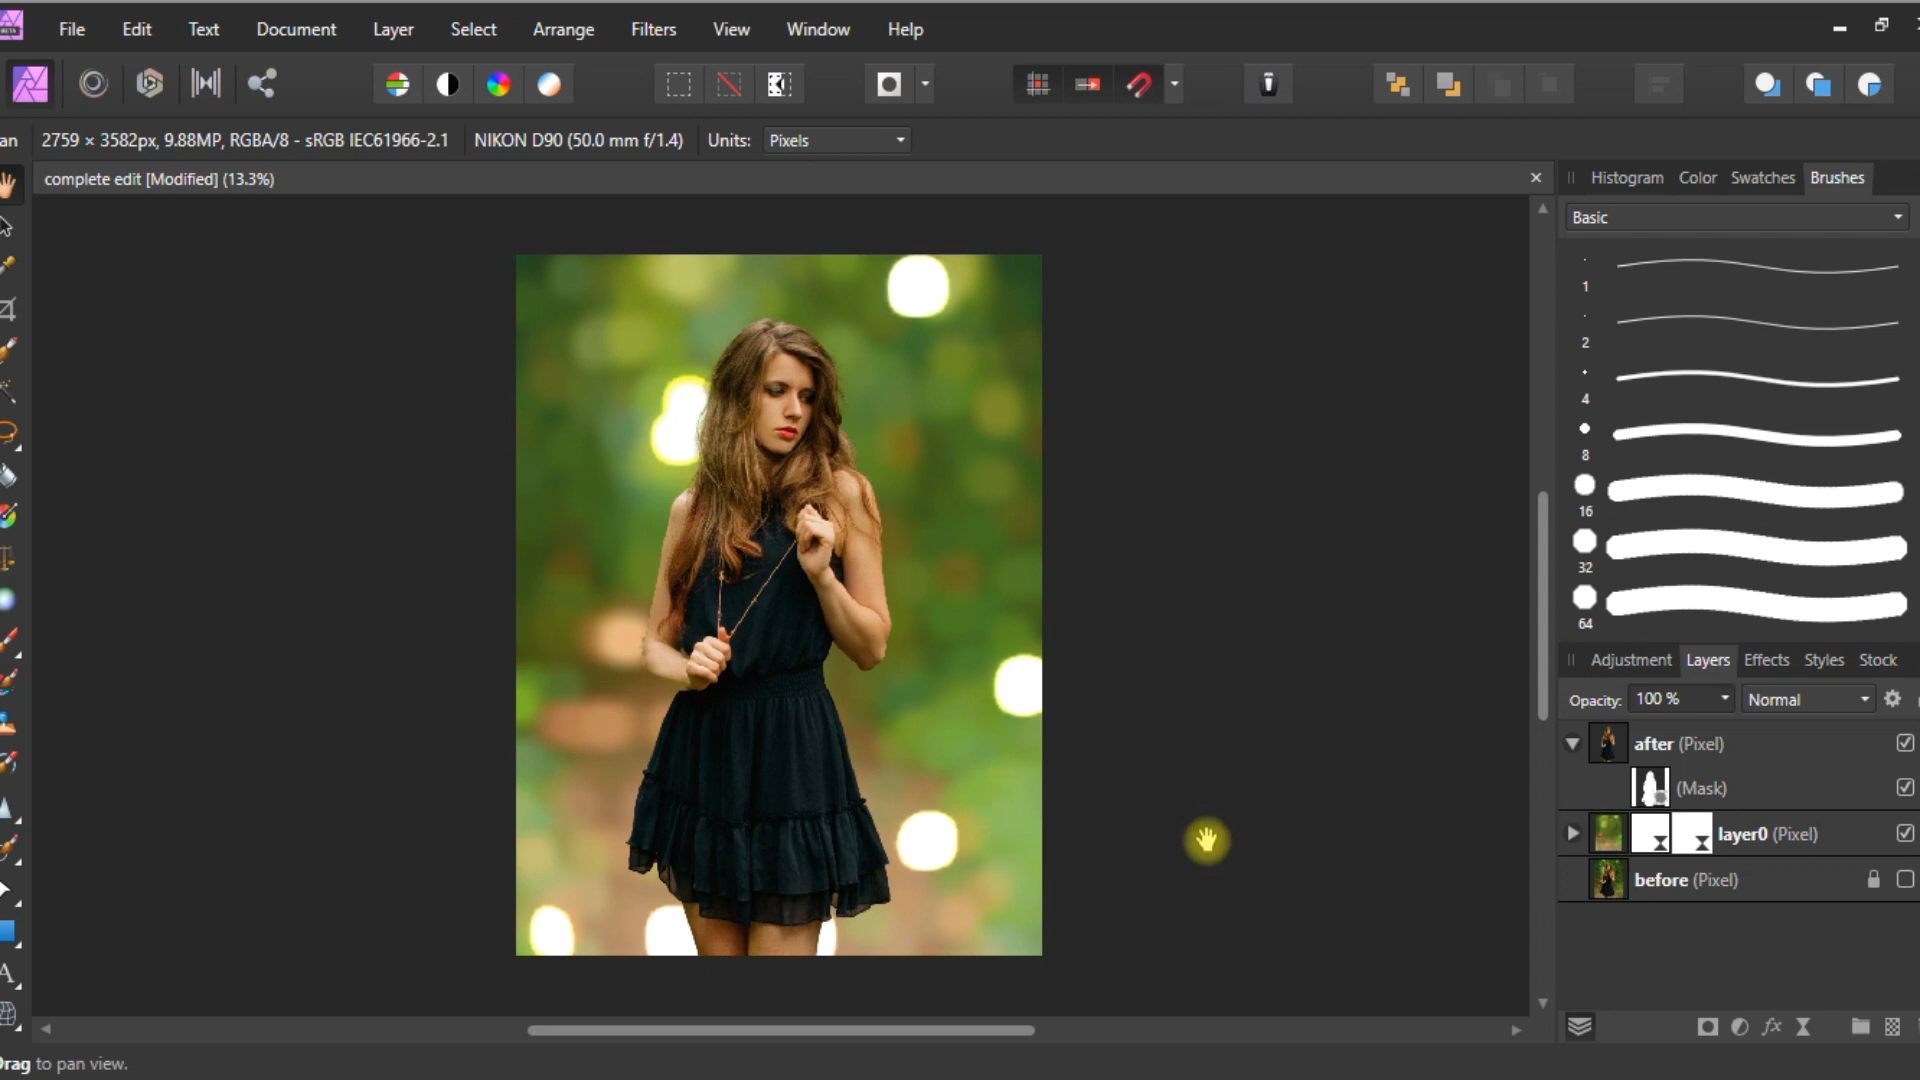 File Edit Text Document Layer Select Arrange Filters View Window Help
an 2759 × 3582px, 9.88MP, RGBA/8 - sRGB IEC61966-2.1 NIKON D90 (50.0 mm f/1.4) Units: Pixels
complete edit [Modified] (13.3%)
Histogram Color Swatches Brushes
Basic
1
2
4
8
16
32
64
Adjustment Layers Effects Styles Stock
Opacity: 100 % Normal
after (Pixel)
(Mask)
layer0 (Pixel)
before (Pixel)
fx
Drag to pan view.